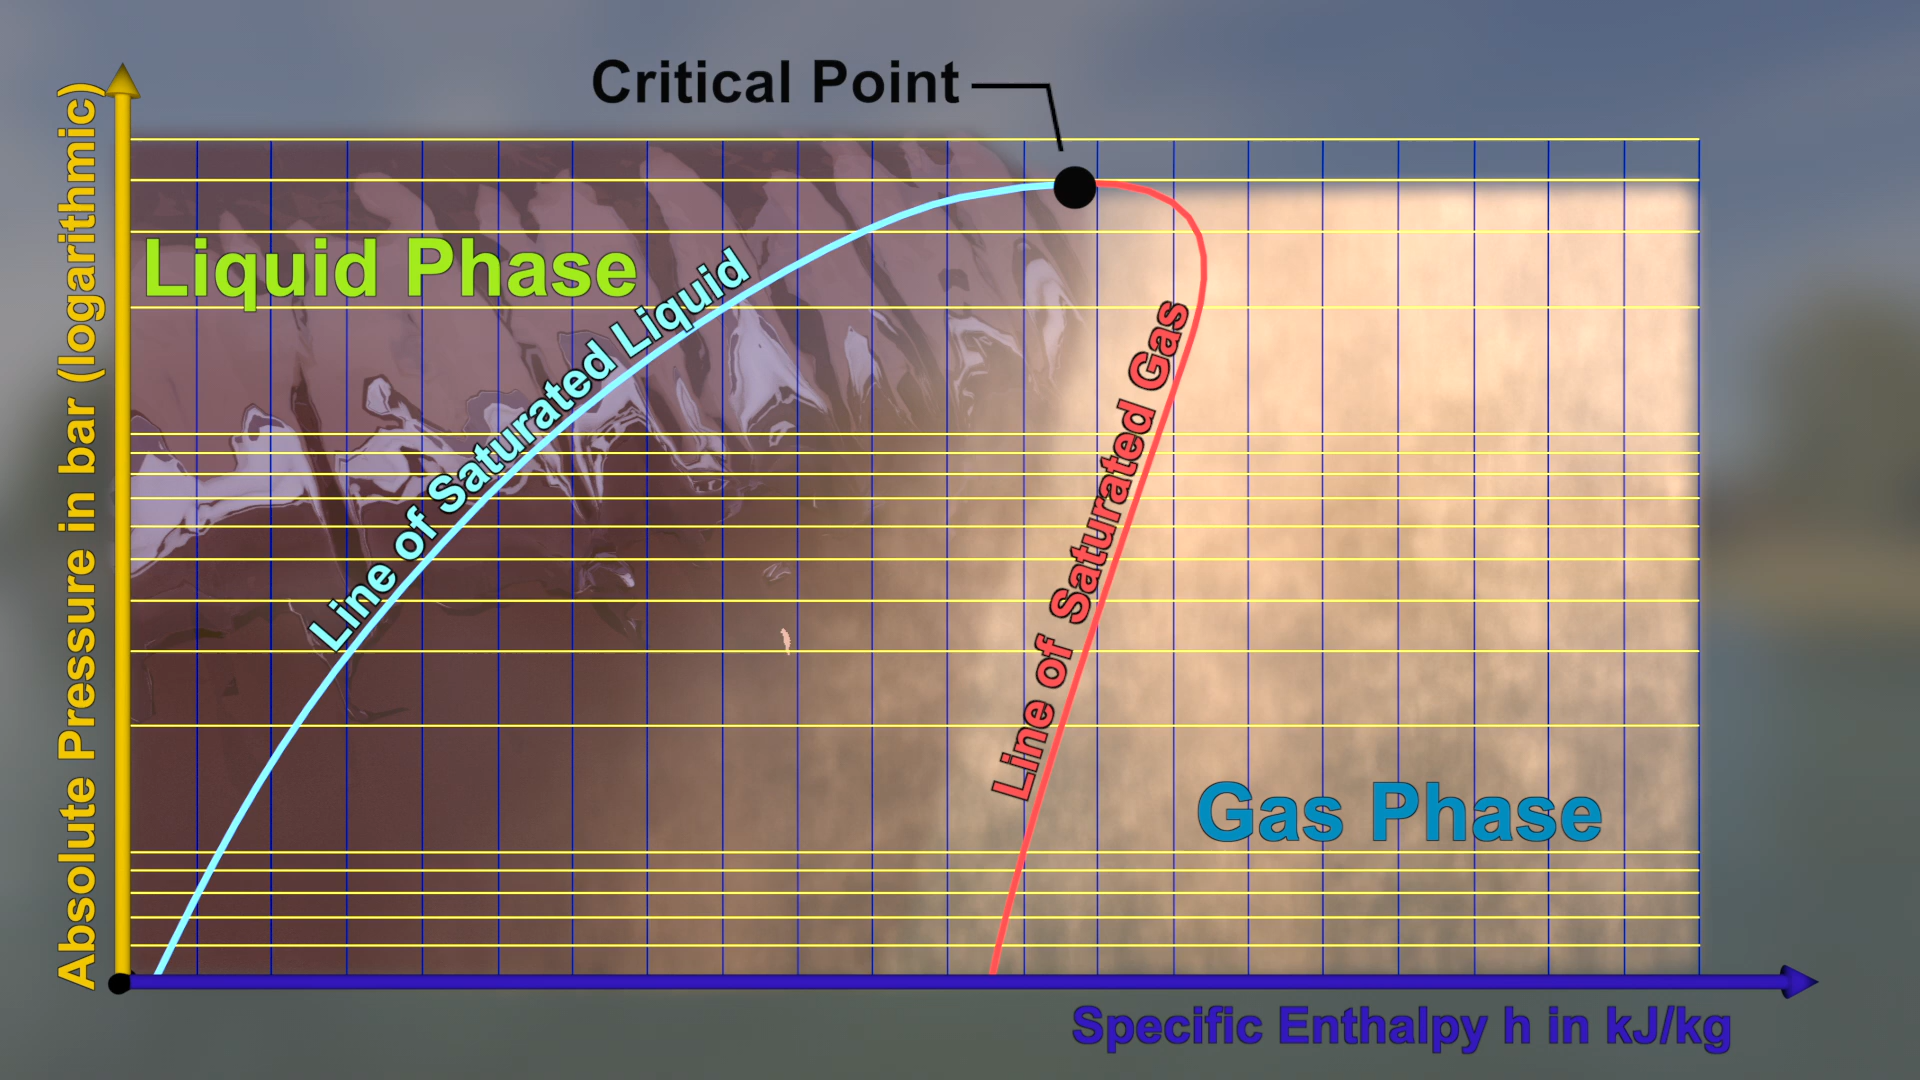 Critical Point
Absolute Pressure in bar (logarithmic)
Liquid Phase
Line of Saturated Liquid
Line of Saturated Gas
Gas Phase
Specific Enthalpy h in kJ/kg